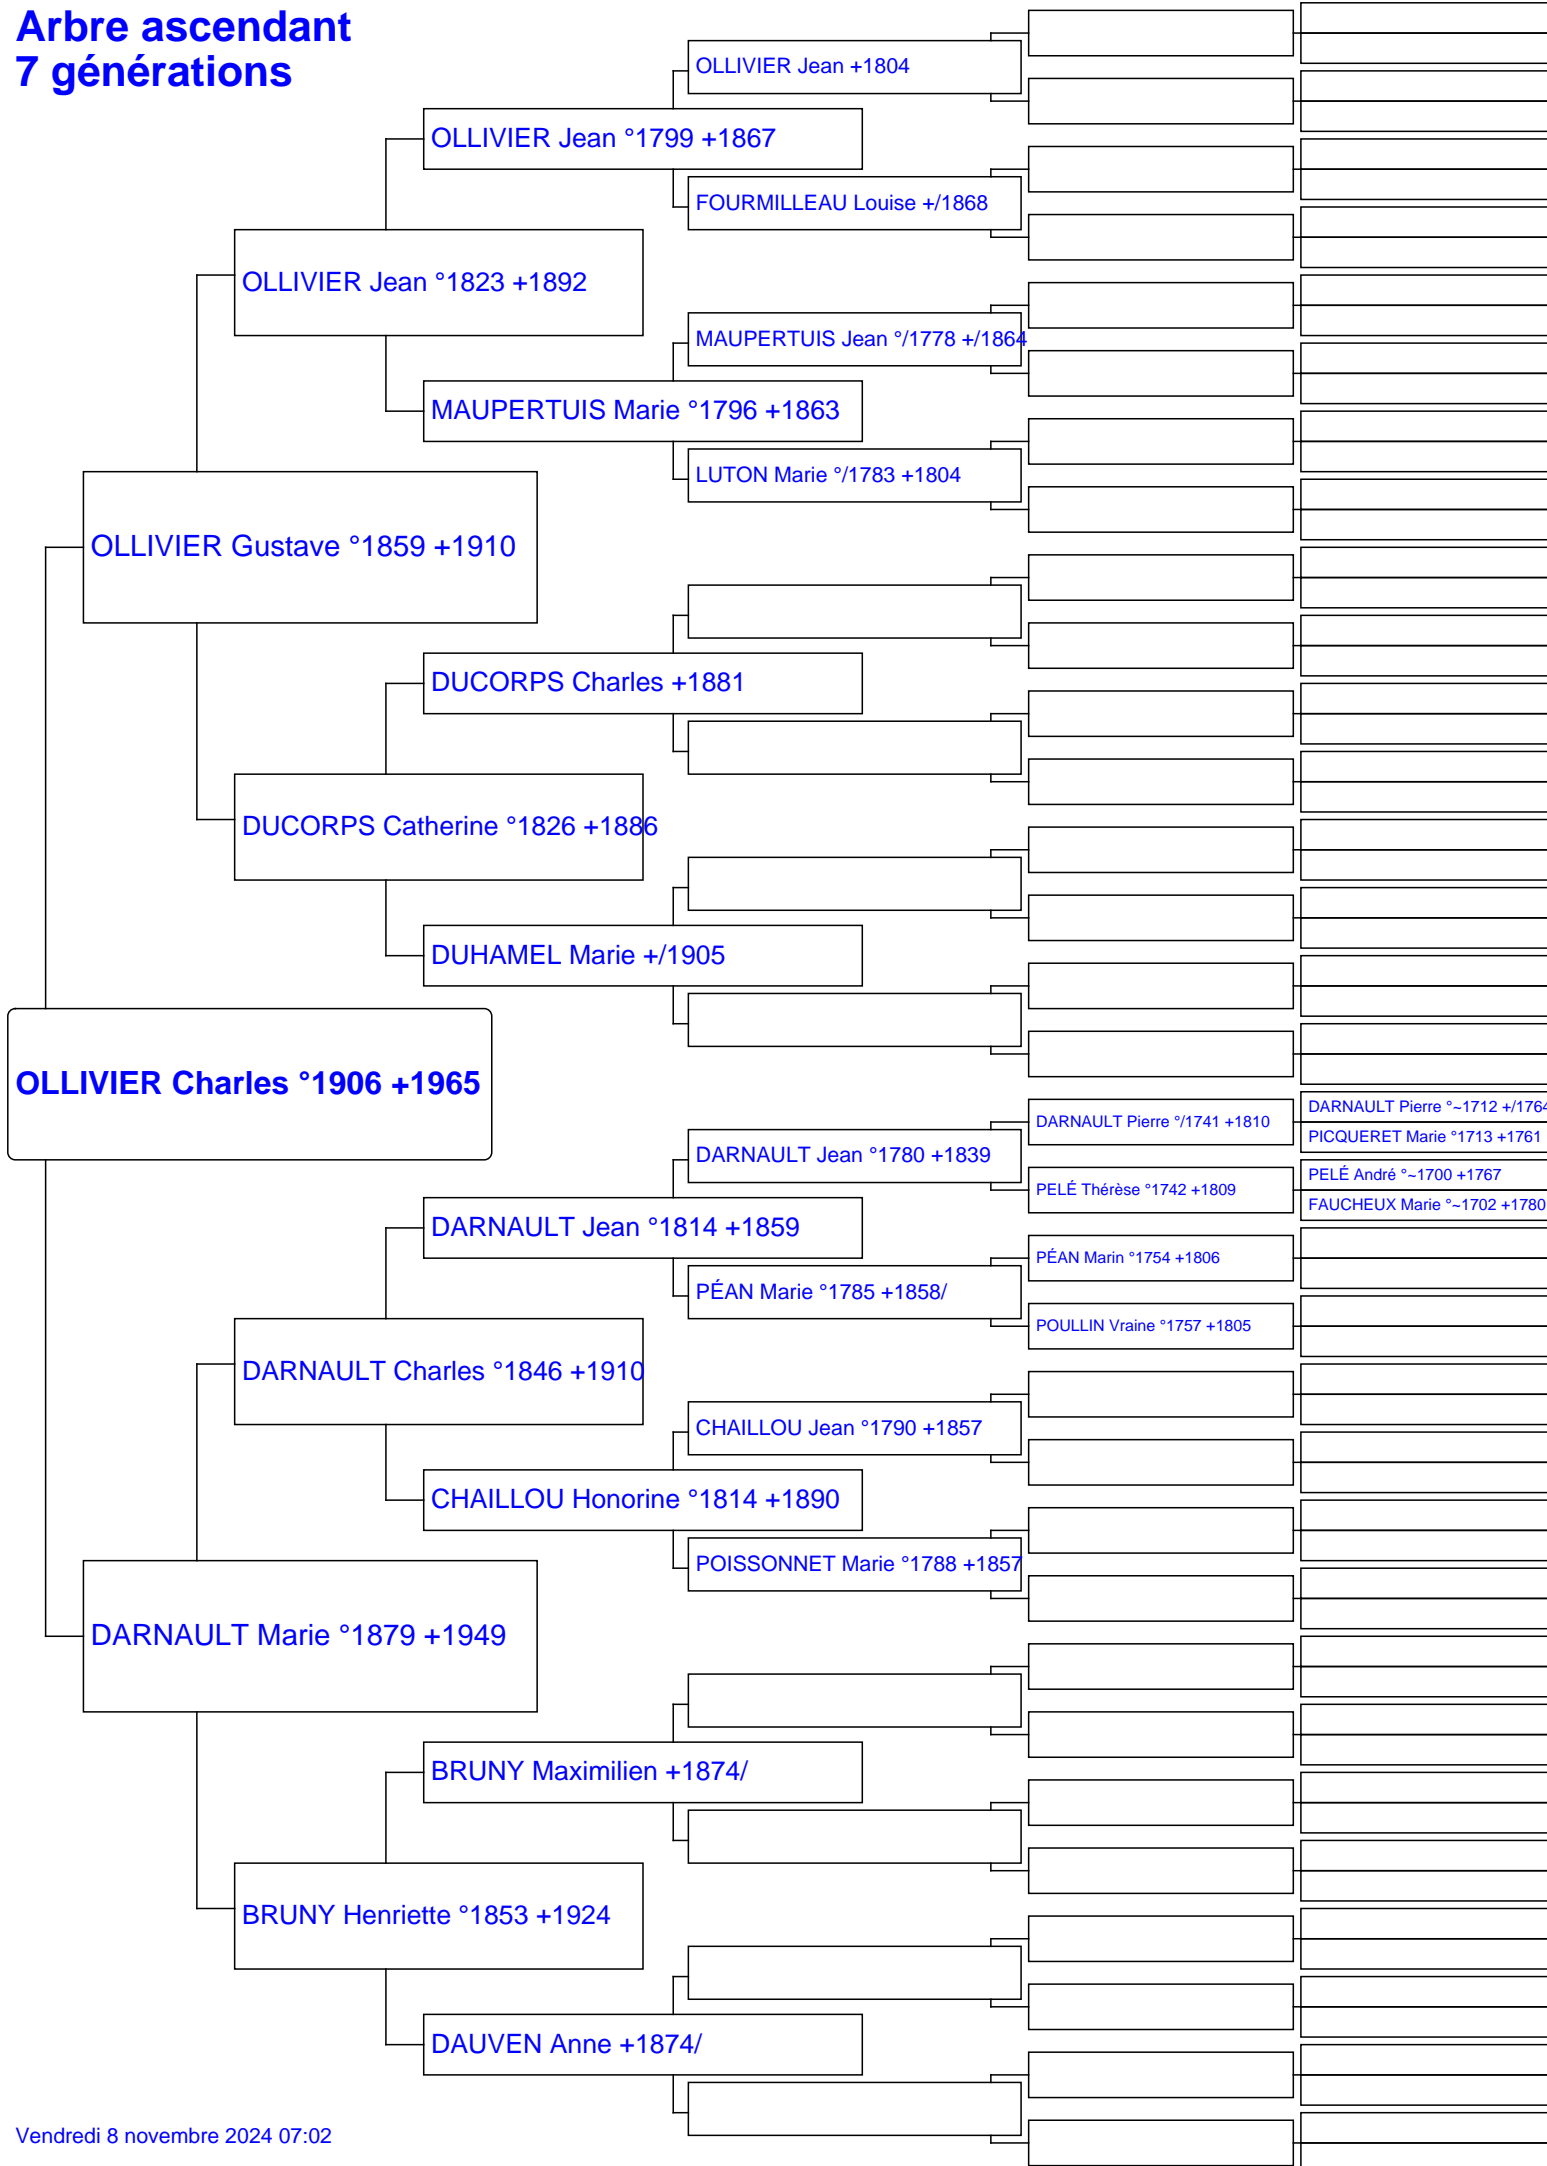 Arbre ascendant
7 générations
OLLIVIER Jean +1804
OLLIVIER Jean °1799 +1867
FOURMILLEAU Louise +/1868
OLLIVIER Jean °1823 +1892
MAUPERTUIS Jean °/1778 +/1864
MAUPERTUIS Marie °1796 +1863
LUTON Marie °/1783 +1804
OLLIVIER Gustave °1859 +1910
DUCORPS Charles +1881
DUCORPS Catherine °1826 +1886
DUHAMEL Marie +/1905
OLLIVIER Charles °1906 +1965
DARNAULT Pierre °~1712 +/1764
DARNAULT Pierre °/1741 +1810
PICQUERET Marie °1713 +1761
DARNAULT Jean °1780 +1839
PELÉ André °~1700 +1767
PELÉ Thérèse °1742 +1809
FAUCHEUX Marie °~1702 +1780
DARNAULT Jean °1814 +1859
PÉAN Marin °1754 +1806
PÉAN Marie °1785 +1858/
POULLIN Vraine °1757 +1805
DARNAULT Charles °1846 +1910
CHAILLOU Jean °1790 +1857
CHAILLOU Honorine °1814 +1890
POISSONNET Marie °1788 +1857
DARNAULT Marie °1879 +1949
BRUNY Maximilien +1874/
BRUNY Henriette °1853 +1924
DAUVEN Anne +1874/
Vendredi 8 novembre 2024 07:02